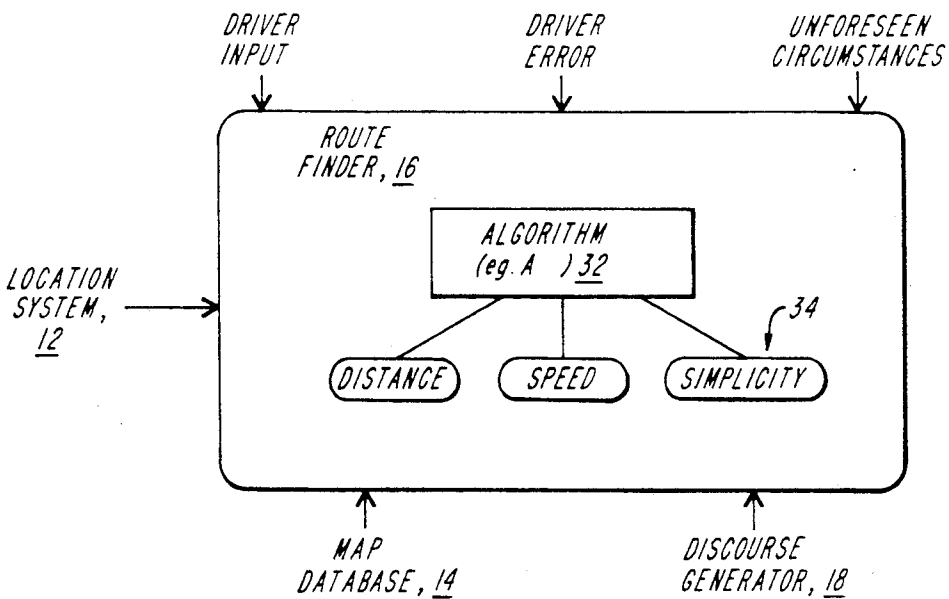 DRIVER
INPUT
DRIVER
ERROR
UNFORESEEN
CIRCUMSTANCES
ROUTE
FINDER, 16
ALGORITHM
(eg. A ) 32
LOCATION
SYSTEM,
12
34
DISTANCE
SPEED
SIMPLICITY
MAP
DATABASE, 14
DISCOURSE
GENERATOR, 18